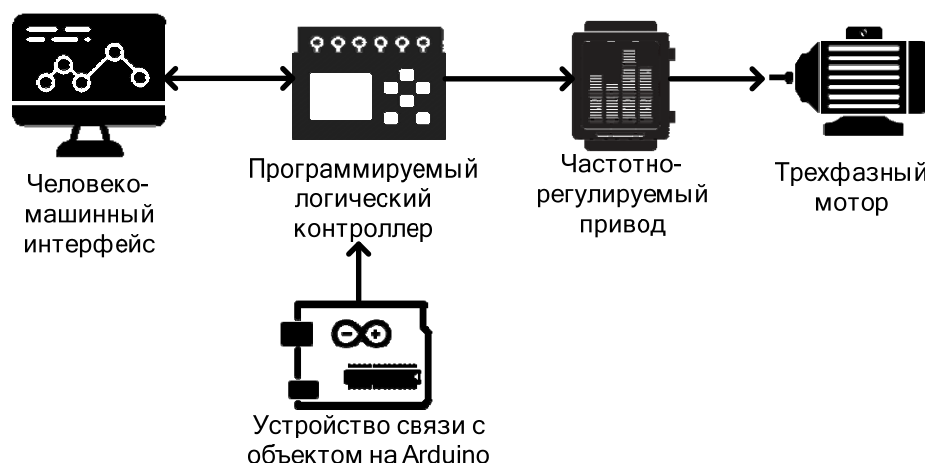 Человеко-
машинный
интерфейс
Программируемый
логический
контроллер
Частотно-
регулируемый
привод
Трехфазный
мотор
Устройство связи с
объектом на Arduino